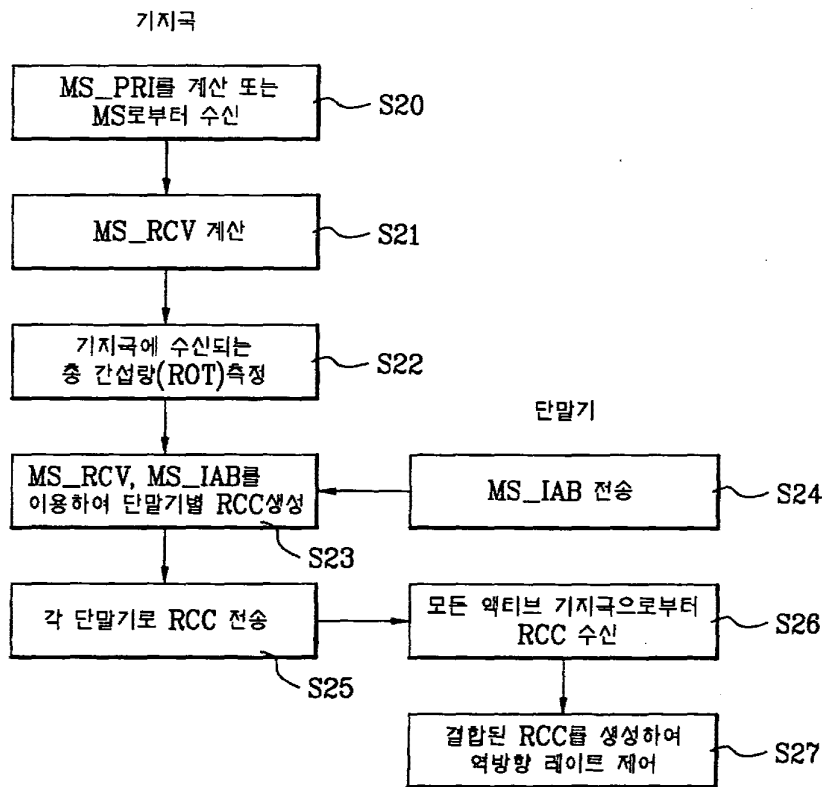 기지국
MS_PRI를 계산 또는
MS로부터 수신
S20
MS_RCV 계산
S21
기지국에 수신되는
총 간섭량(ROT)측정
S22
단말기
MS_RCV, MS_IAB를
이용하여 단말기별 RCC생성
S23
MS_IAB 전송
S24
각 단말기로 RCC 전송
S25
모든 액티브 기지국으로부터
RCC 수신
S26
결합된 RCC를 생성하여
역방향 레이트 제어
S27